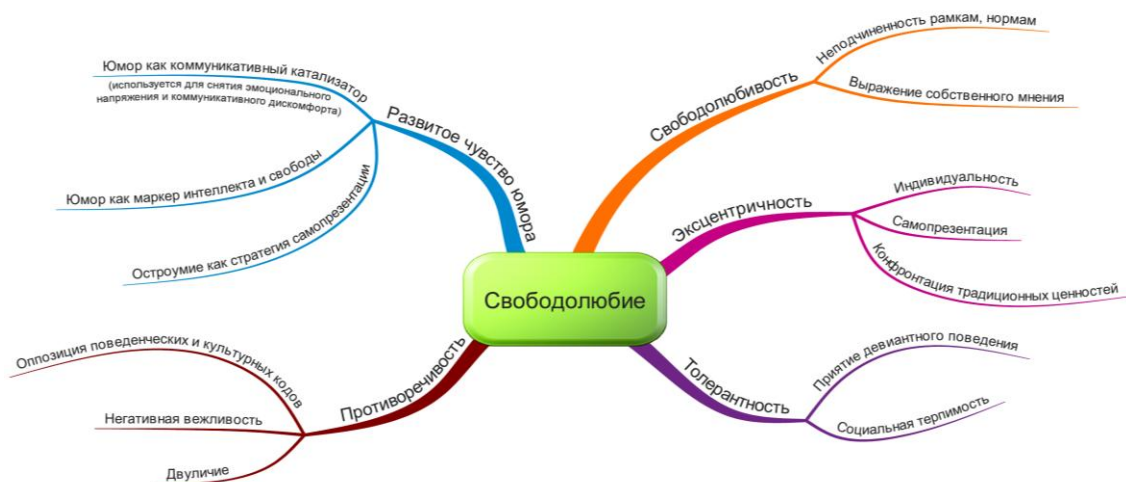 Свободолюбие
Свободолюбивость
Неподчиненность рамкам, нормам
Выражение собственного мнения
Эксцентричность
Индивидуальность
Самопрезентация
Конфронтация традиционных ценностей
Толерантность
Приятие девиантного поведения
Социальная терпимость
Развитое чувство юмора
Юмор как коммуникативный катализатор
(используется для снятия эмоционального
напряжения и коммуникативного дискомфорта)
Юмор как маркер интеллекта и свободы
Остроумие как стратегия самопрезентации
Противоречивость
Оппозиция поведенческих и культурных кодов
Негативная вежливость
Двуличие